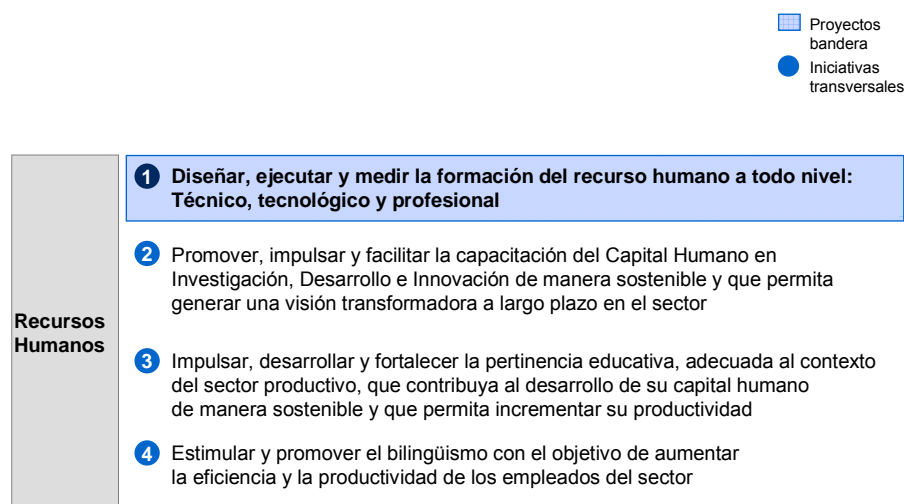 Proyectos
bandera
Iniciativas
transversales
Recursos
Humanos
1 Diseñar, ejecutar y medir la formación del recurso humano a todo nivel:
Técnico, tecnológico y profesional
2 Promover, impulsar y facilitar la capacitación del Capital Humano en
Investigación, Desarrollo e Innovación de manera sostenible y que permita
generar una visión transformadora a largo plazo en el sector
3 Impulsar, desarrollar y fortalecer la pertinencia educativa, adecuada al contexto
del sector productivo, que contribuya al desarrollo de su capital humano
de manera sostenible y que permita incrementar su productividad
4 Estimular y promover el bilingüismo con el objetivo de aumentar
la eficiencia y la productividad de los empleados del sector